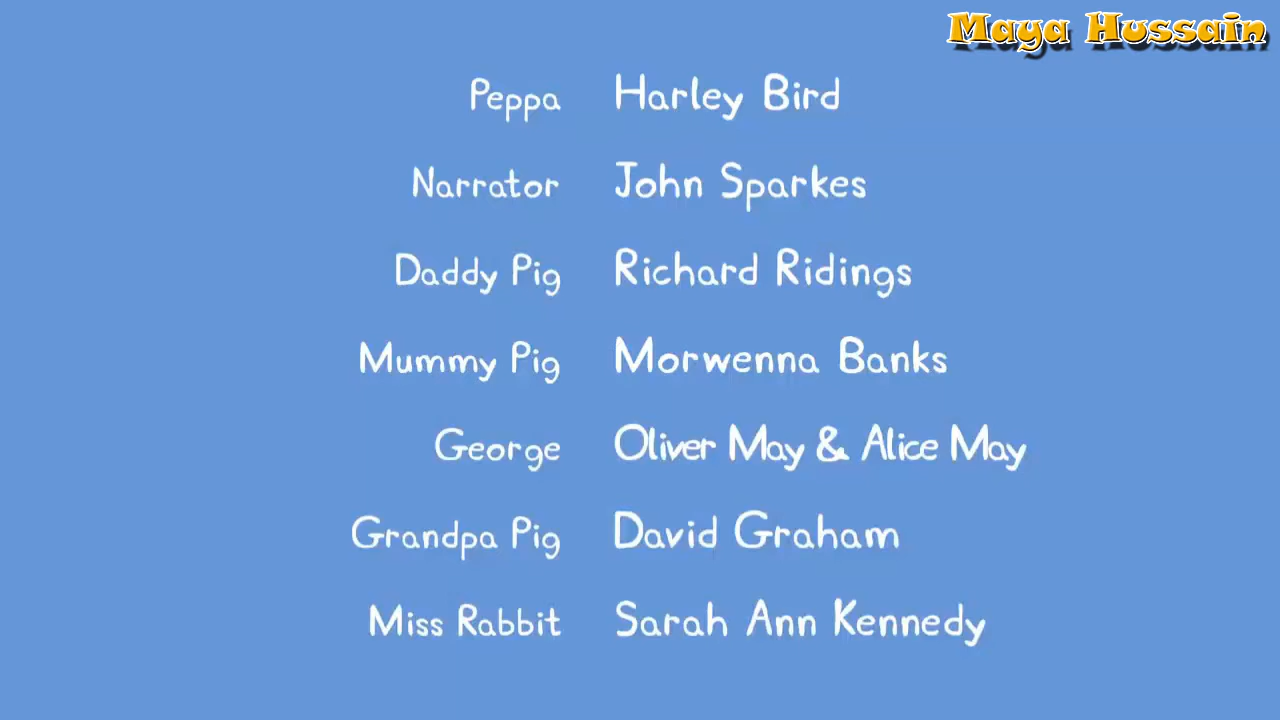 Maya Hussain
Peppa Harley Bird
Narrator John Sparkes
Daddy Pig Richard Ridings
Mummy Pig Morwenna Banks
George Oliver May & Alice May
Grandpa Pig David Graham
Miss Rabbit Sarah Ann Kennedy